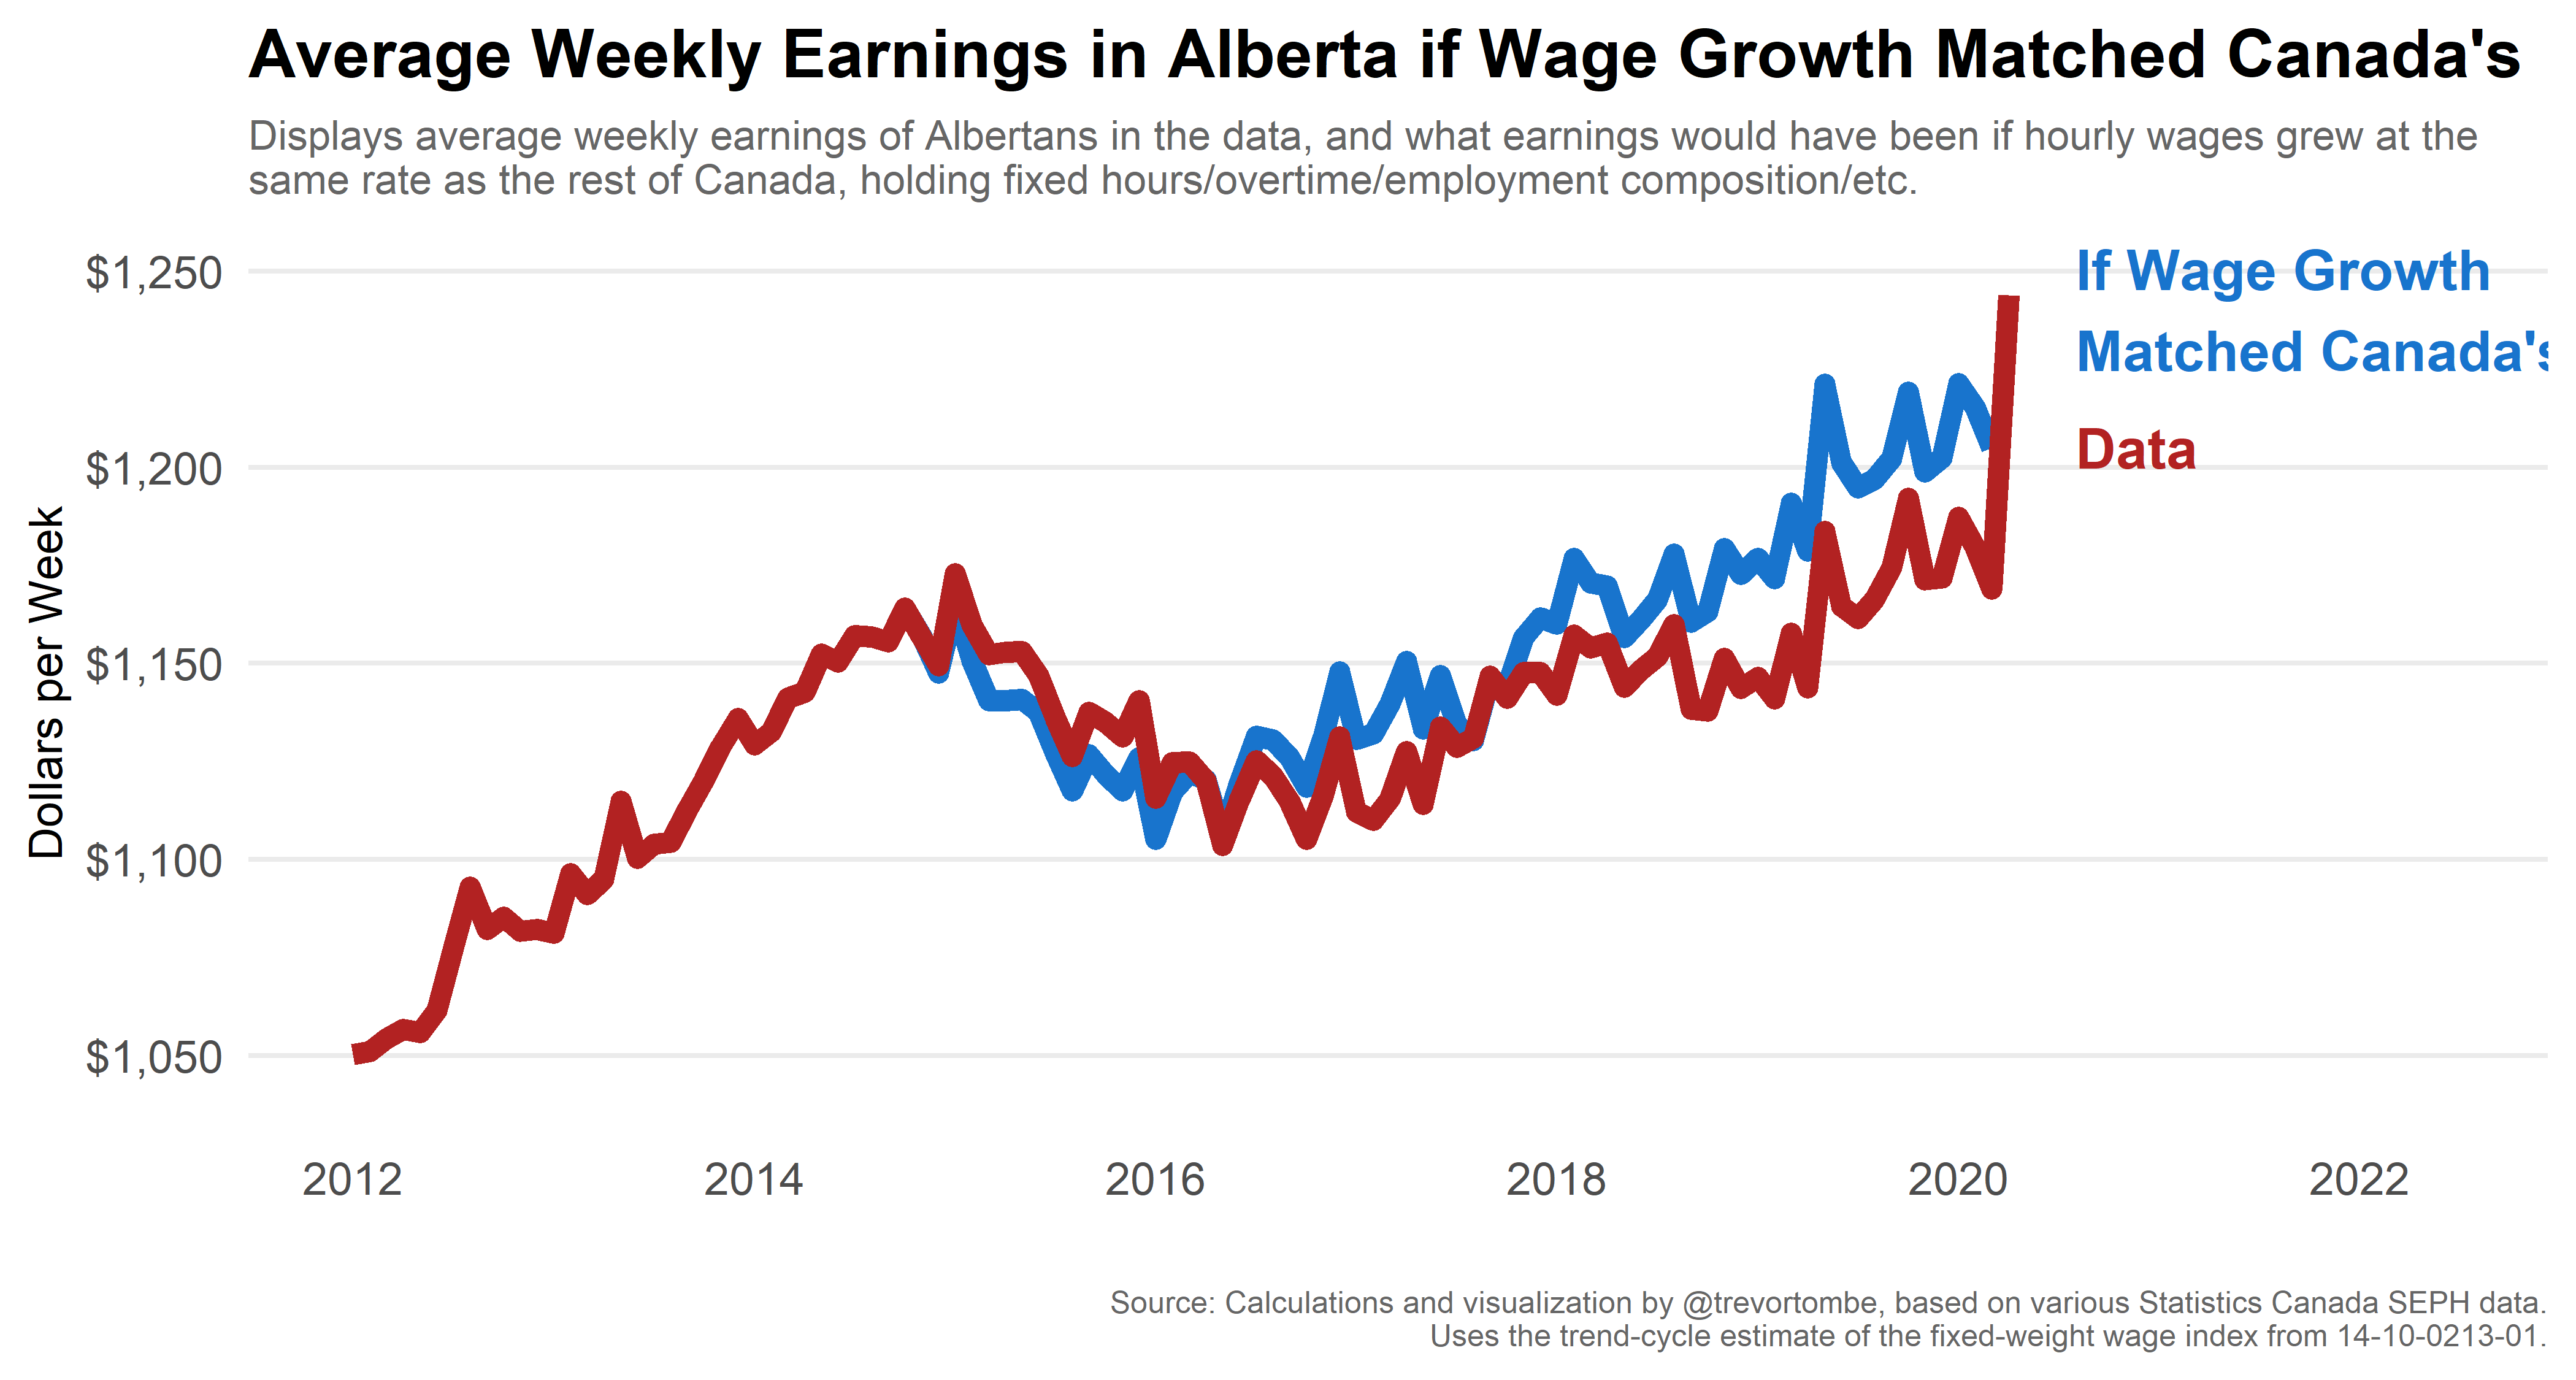 Average Weekly Earnings in Alberta if Wage Growth Matched Canada's
Displays average weekly earnings of Albertans in the data, and what earnings would have been if hourly wages grew at the
same rate as the rest of Canada, holding fixed hours/overtime/employment composition/etc.
$1,250
If Wage Growth
Matched Canada's
$1,200
Data
$1,150
$1,100
$1,050
Dollars per Week
2012 2014 2016 2018 2020 2022
Source: Calculations and visualization by @trevortombe, based on various Statistics Canada SEPH data.
Uses the trend-cycle estimate of the fixed-weight wage index from 14-10-0213-01.